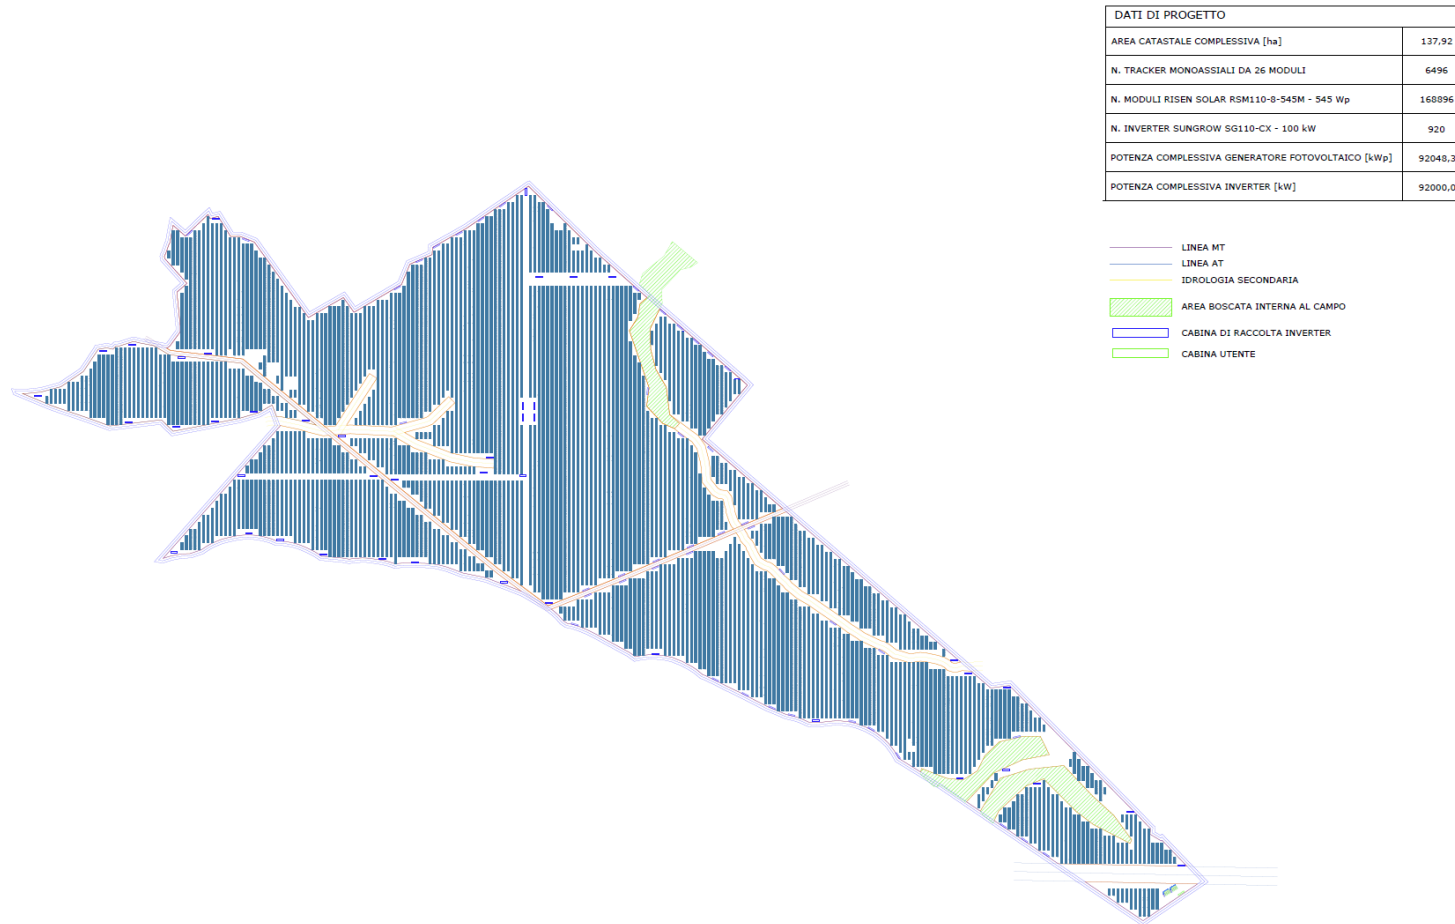 DATI DI PROGETTO
AREA CATASTALE COMPLESSIVA [ha] 137,92
N. TRACKER MONOASSIALI DA 26 MODULI 6496
N. MODULI RISEN SOLAR RSM110-8-545M - 545 Wp 168896
N. INVERTER SUNGROW SG110-CX - 100 kW 920
POTENZA COMPLESSIVA GENERATORE FOTOVOLTAICO [kWp] 92048,3
POTENZA COMPLESSIVA INVERTER [kW] 92000,0
LINEA MT
LINEA AT
IDROLOGIA SECONDARIA
AREA BOSCATA INTERNA AL CAMPO
CABINA DI RACCOLTA INVERTER
CABINA UTENTE